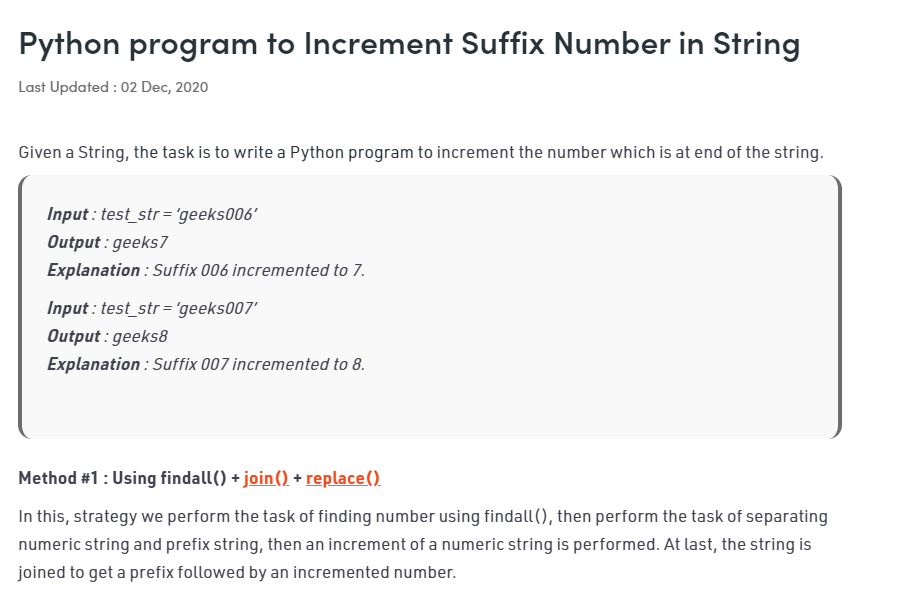 Python program to Increment Suffix Number in String
Last Updated : 02 Dec, 2020
Given a String, the task is to write a Python program to increment the number which is at end of the string.
Input : test_str = ‘geeks006’
Output : geeks7
Explanation : Suffix 006 incremented to 7.
Input : test_str = ‘geeks007’
Output : geeks8
Explanation : Suffix 007 incremented to 8.
Method #1 : Using findall() + join() + replace()
In this, strategy we perform the task of finding number using findall(), then perform the task of separating
numeric string and prefix string, then an increment of a numeric string is performed. At last, the string is
joined to get a prefix followed by an incremented number.